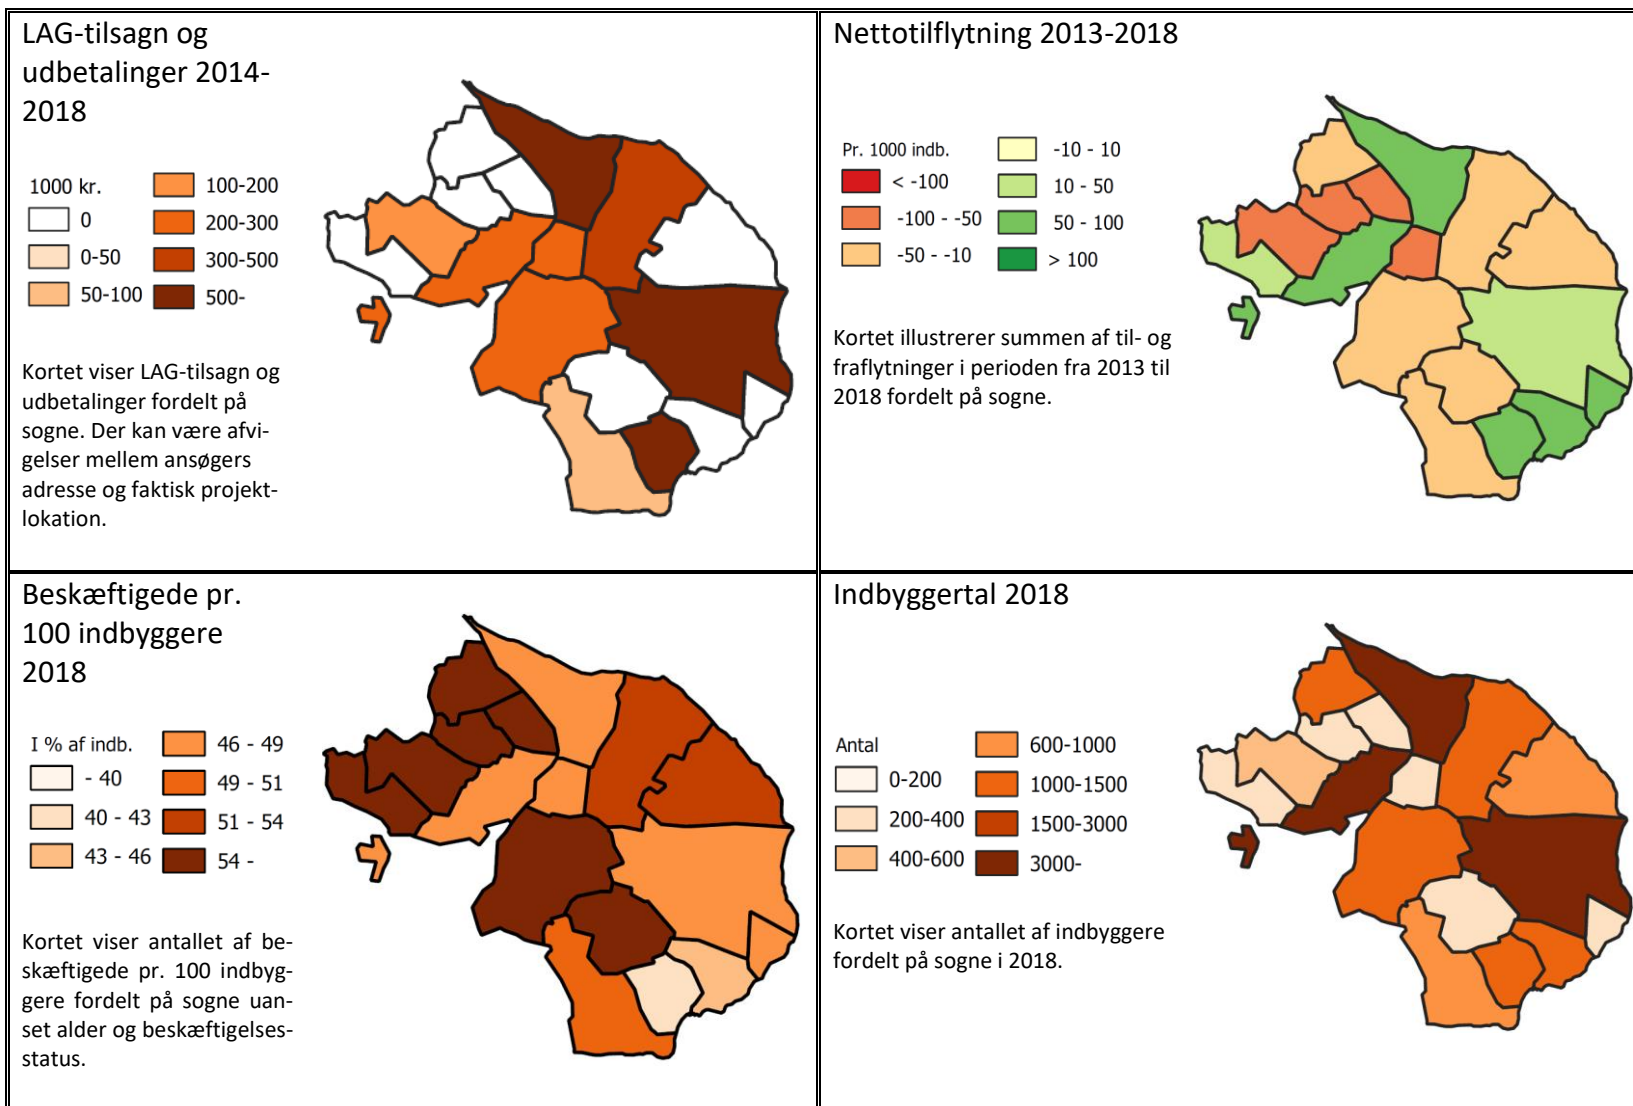 LAG-tilsagn og
udbetalinger 2014-
2018
1000 kr.
0
0-50
50-100
100-200
200-300
300-500
500-
Kortet viser LAG-tilsagn og
udbetalinger fordelt på
sogne. Der kan være afvi-
gelser mellem ansøgers
adresse og faktisk projekt-
lokation.
Nettotilflytning 2013-2018
Pr. 1000 indb.
< -100
-100 - -50
-50 - -10
-10 - 10
10 - 50
50 - 100
> 100
Kortet illustrerer summen af til- og
fraflytninger i perioden fra 2013 til
2018 fordelt på sogne.
Beskæftigede pr.
100 indbyggere
2018
I % af indb.
- 40
40 - 43
43 - 46
46 - 49
49 - 51
51 - 54
54 -
Kortet viser antallet af be-
skæftigede pr. 100 indbyg-
gere fordelt på sogne uan-
set alder og beskæftigelses-
status.
Indbyggertal 2018
Antal
0-200
200-400
400-600
600-1000
1000-1500
1500-3000
3000-
Kortet viser antallet af indbyggere
fordelt på sogne i 2018.